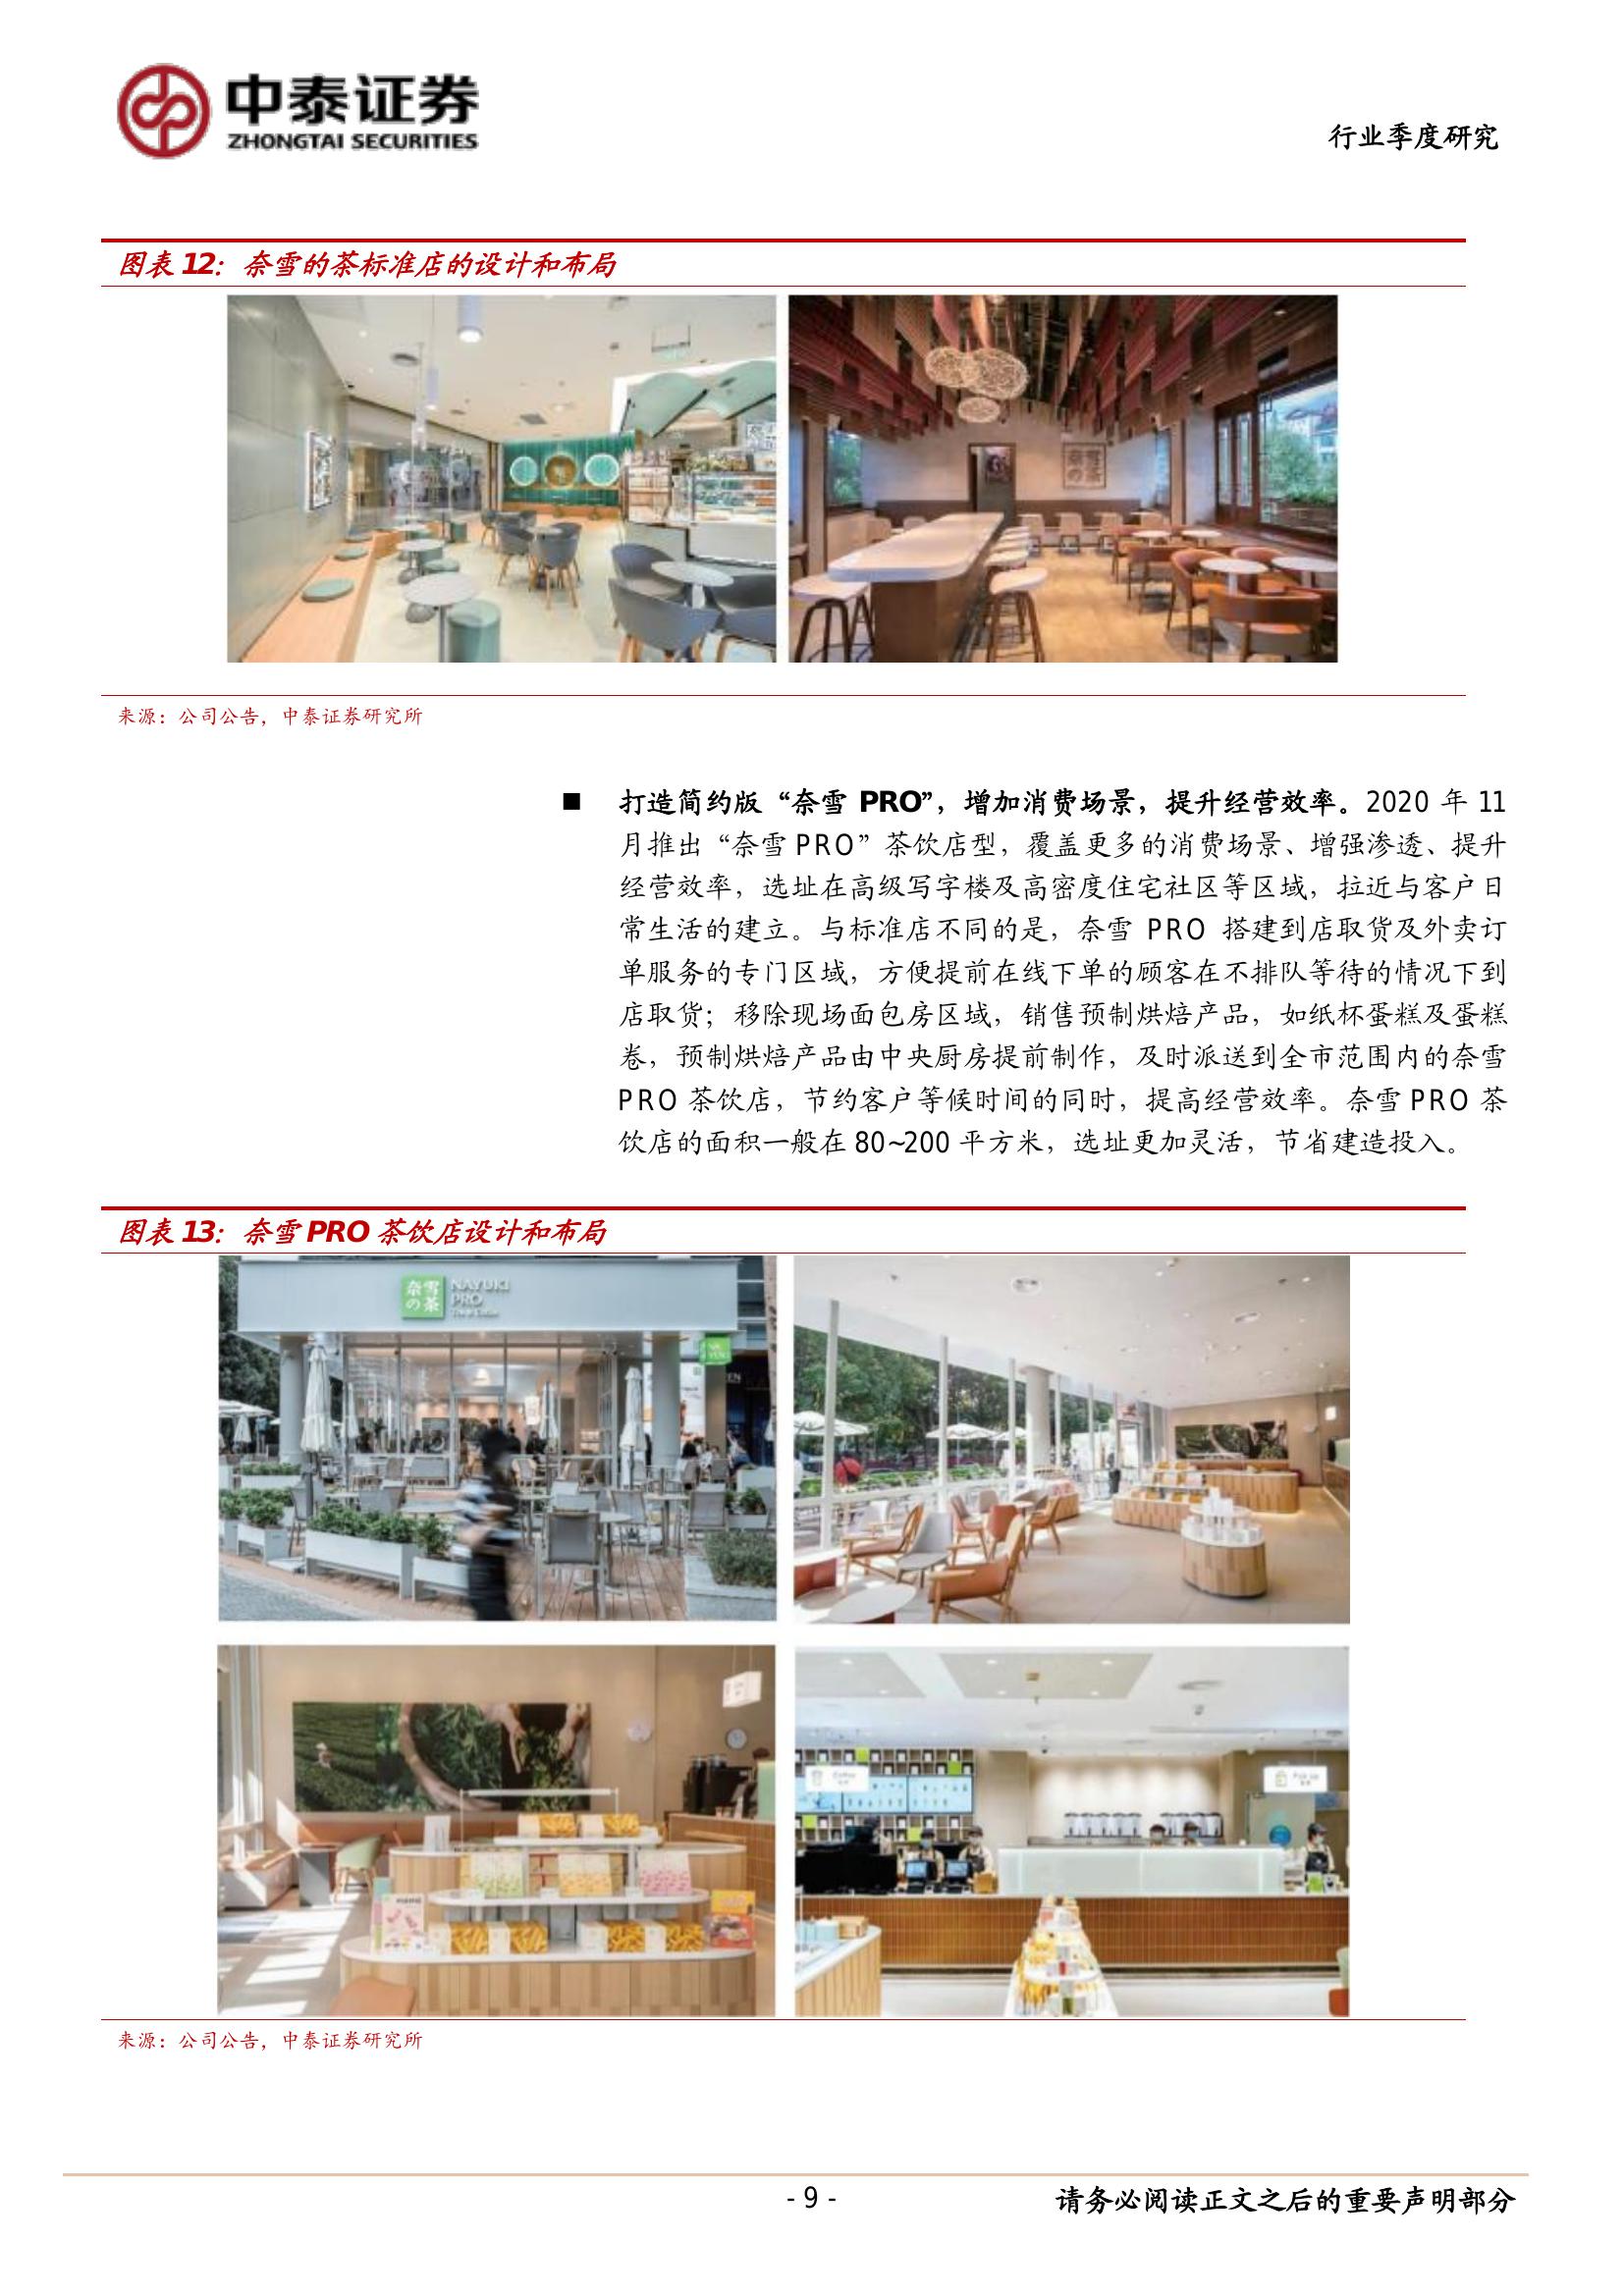 中泰证券
ZHONGTAI SECURITIES
行业季度研究
图表 12：奈雪的茶标准店的设计和布局
奈雪
の茶
来源：公司公告，中泰证券研究所
■ 打造简约版“奈雪 PRO”，增加消费场景，提升经营效率。2020 年 11
月推出“奈雪 PRO”茶饮店型，覆盖更多的消费场景、增强渗透、提升
经营效率，选址在高级写字楼及高密度住宅社区等区域，拉近与客户日
常生活的建立。与标准店不同的是，奈雪 PRO 搭建到店取货及外卖订
单服务的专门区域，方便提前在线下单的顾客在不排队等待的情况下到
店取货；移除现场面包房区域，销售预制烘焙产品，如纸杯蛋糕及蛋糕
卷，预制烘焙产品由中央厨房提前制作，及时派送到全市范围内的奈雪
PRO 茶饮店，节约客户等候时间的同时，提高经营效率。奈雪 PRO 茶
饮店的面积一般在 80~200 平方米，选址更加灵活，节省建造投入。
图表 13：奈雪 PRO 茶饮店设计和布局
奈雪
の茶
NAYUKI
PRO
Coffee
Pick up
来源：公司公告，中泰证券研究所
- 9 -
请务必阅读正文之后的重要声明部分